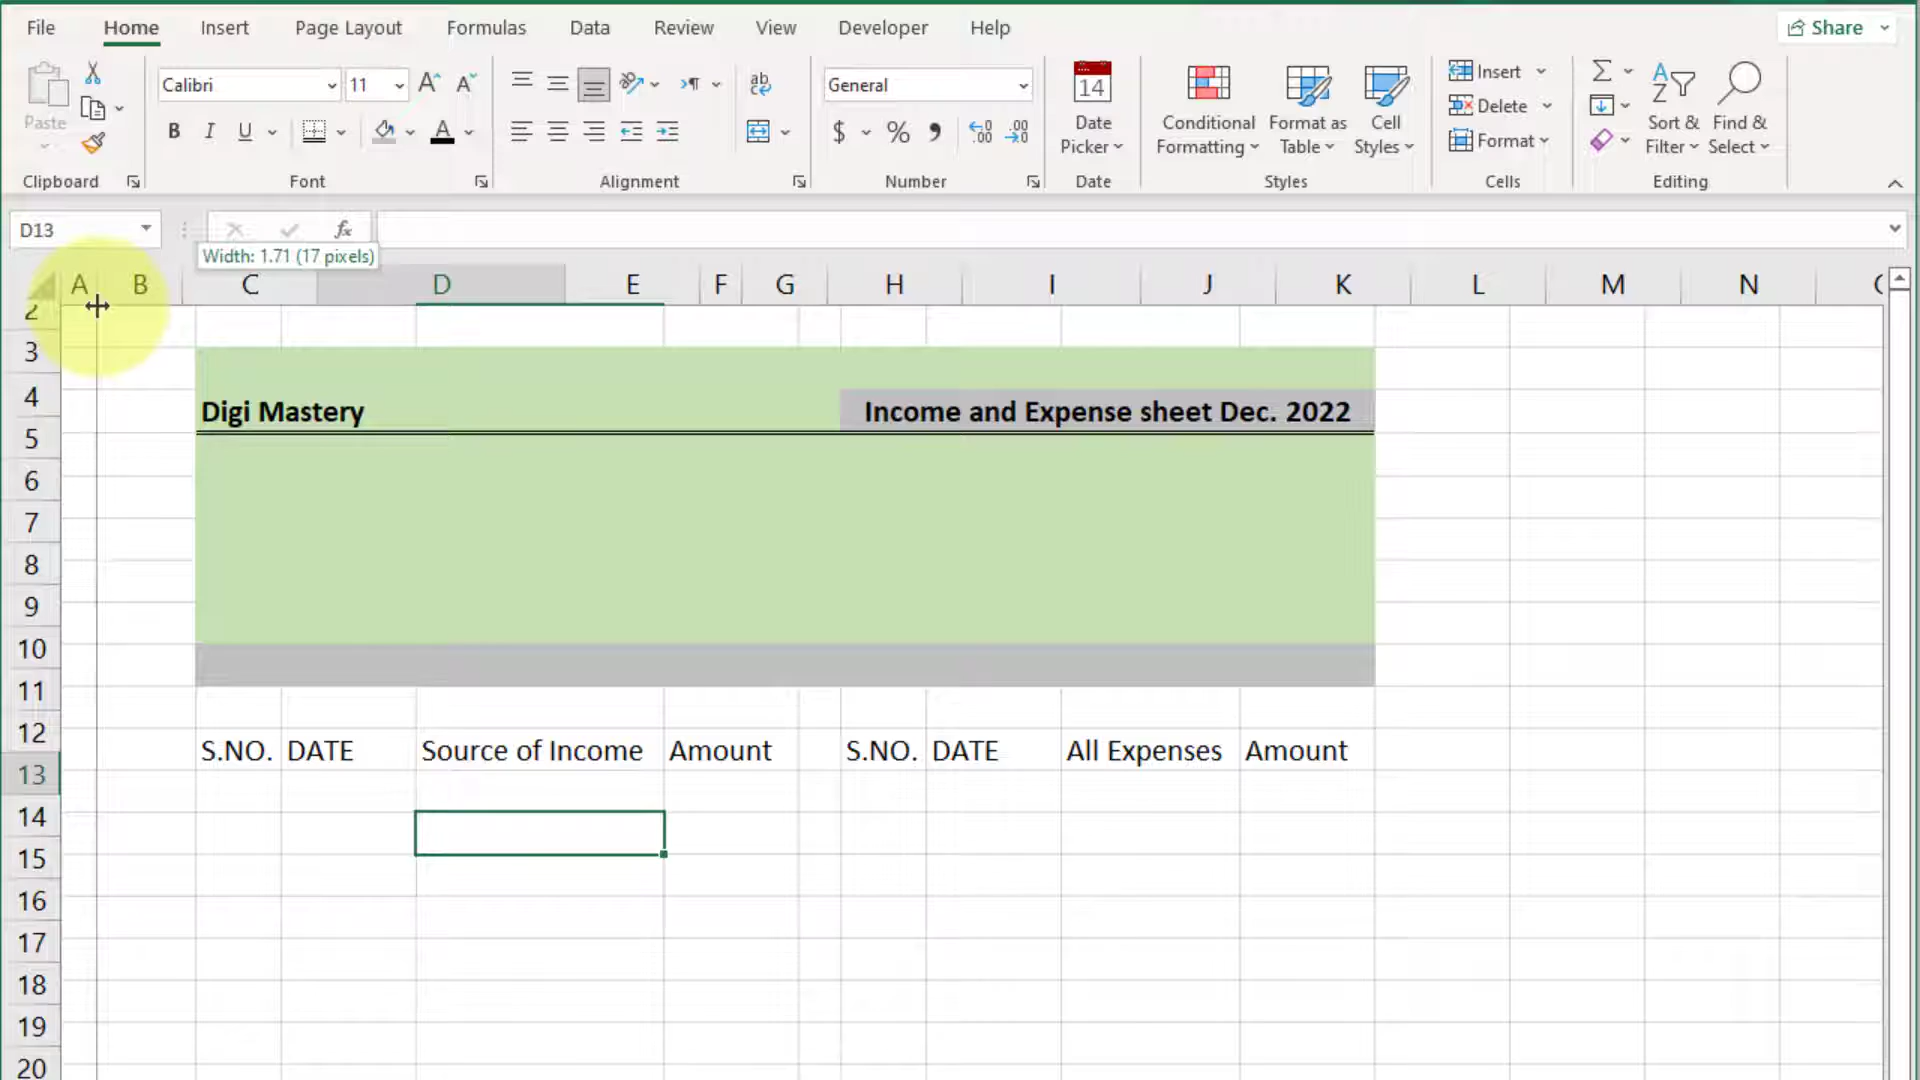 File Home Insert Page Layout Formulas Data Review View Developer Help Share
Calibri 11 ab General $ % 14 Insert Delete Format
Paste B I U A Date Picker Conditional Formatting Format as Table Cell Styles Sort & Filter Find & Select
Clipboard Font Alignment Number Date Styles Cells Editing
D13 fx
Width: 1.71 (17 pixels)
A B C D E F G H I J K L M N
2
3
4 Digi Mastery Income and Expense sheet Dec. 2022
5
6
7
8
9
10
11
12 S.NO. DATE Source of Income Amount S.NO. DATE All Expenses Amount
13
14
15
16
17
18
19
20